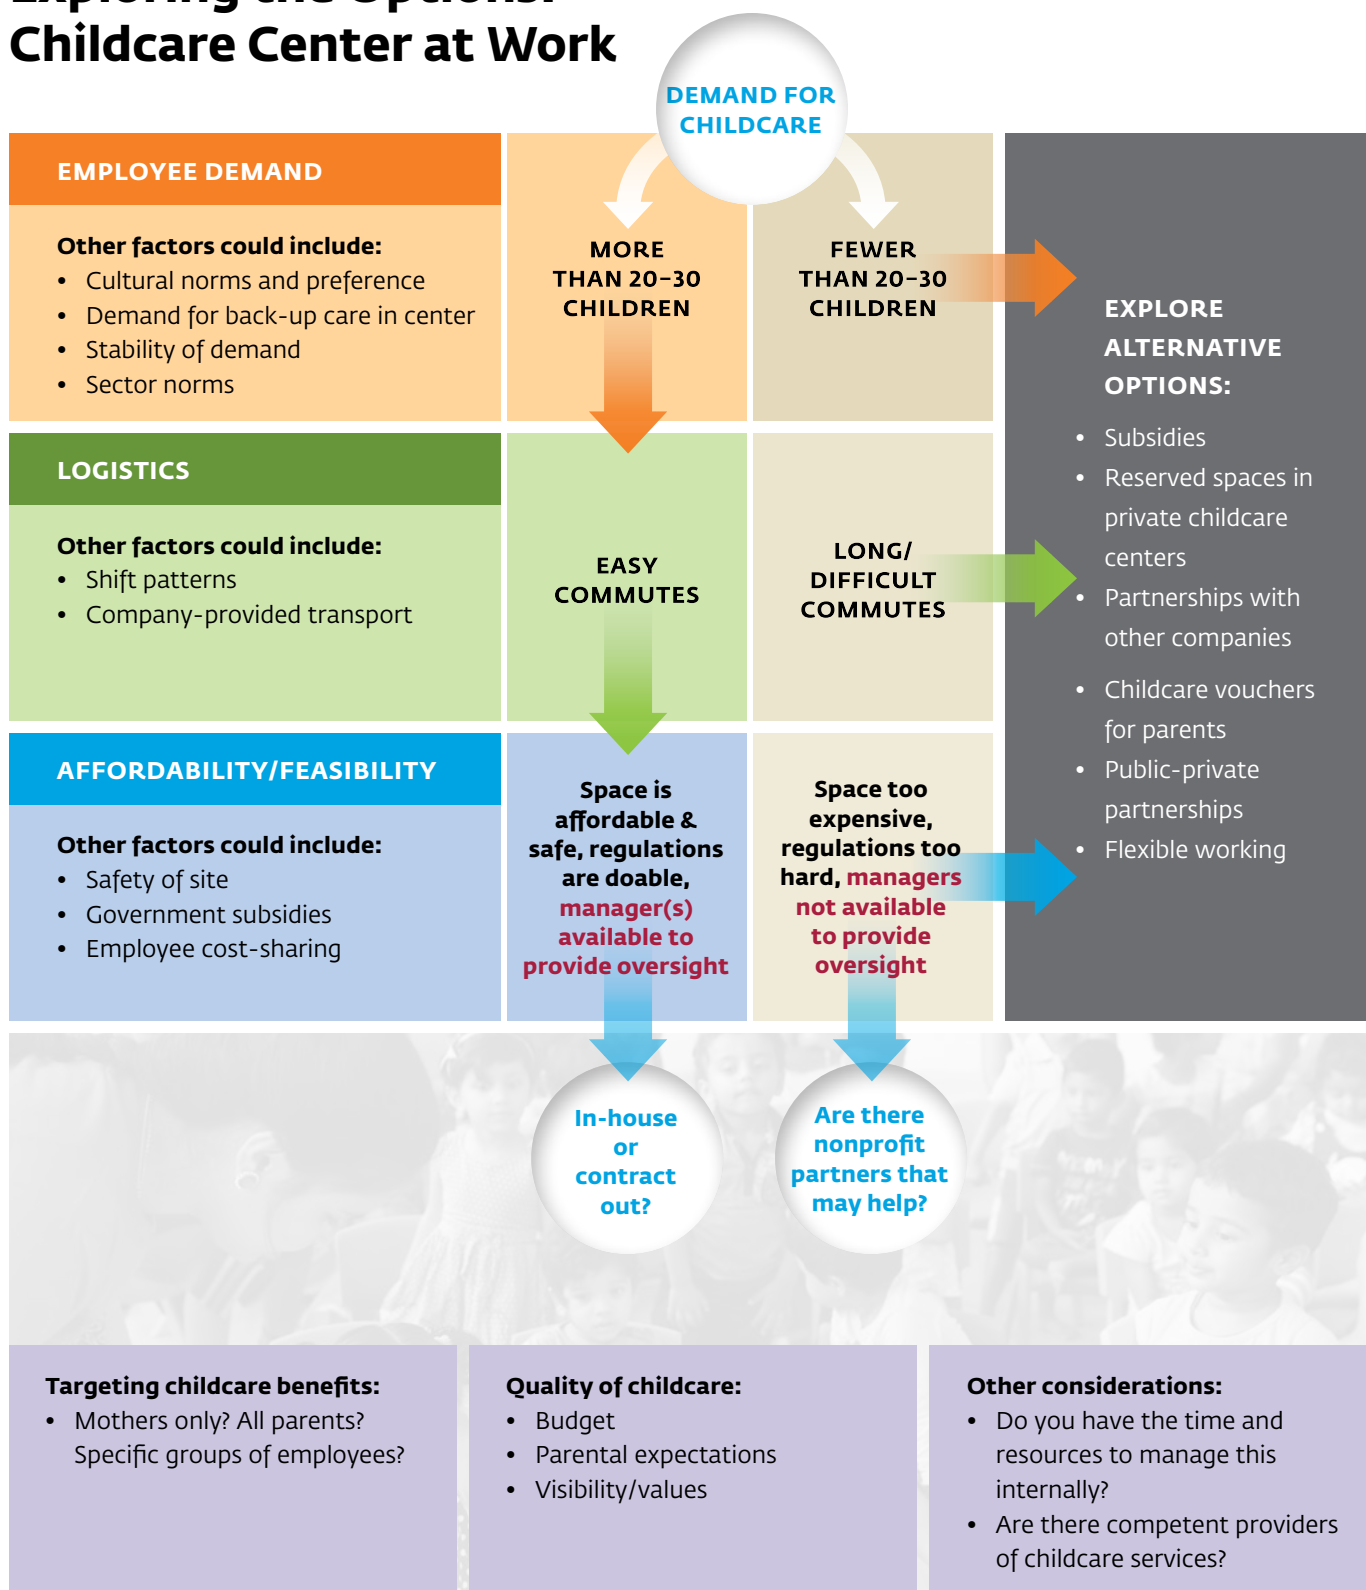 Exploring the Options:
Childcare Center at Work
DEMAND FOR
CHILDCARE
EMPLOYEE DEMAND
Other factors could include:
• Cultural norms and preference
• Demand for back-up care in center
• Stability of demand
• Sector norms
MORE
THAN 20–30
CHILDREN
FEWER
THAN 20–30
CHILDREN
LOGISTICS
Other factors could include:
• Shift patterns
• Company-provided transport
EASY
COMMUTES
LONG/
DIFFICULT
COMMUTES
AFFORDABILITY/FEASIBILITY
Other factors could include:
• Safety of site
• Government subsidies
• Employee cost-sharing
Space is
affordable &
safe, regulations
are doable,
manager(s)
available to
provide oversight
Space too
expensive,
regulations too
hard, managers
not available
to provide
oversight
EXPLORE
ALTERNATIVE
OPTIONS:
• Subsidies
• Reserved spaces in
private childcare
centers
• Partnerships with
other companies
• Childcare vouchers
for parents
• Public-private
partnerships
• Flexible working
In-house
or
contract
out?
Are there
nonprofit
partners that
may help?
Targeting childcare benefits:
• Mothers only? All parents?
Specific groups of employees?
Quality of childcare:
• Budget
• Parental expectations
• Visibility/values
Other considerations:
• Do you have the time and
resources to manage this
internally?
• Are there competent providers
of childcare services?